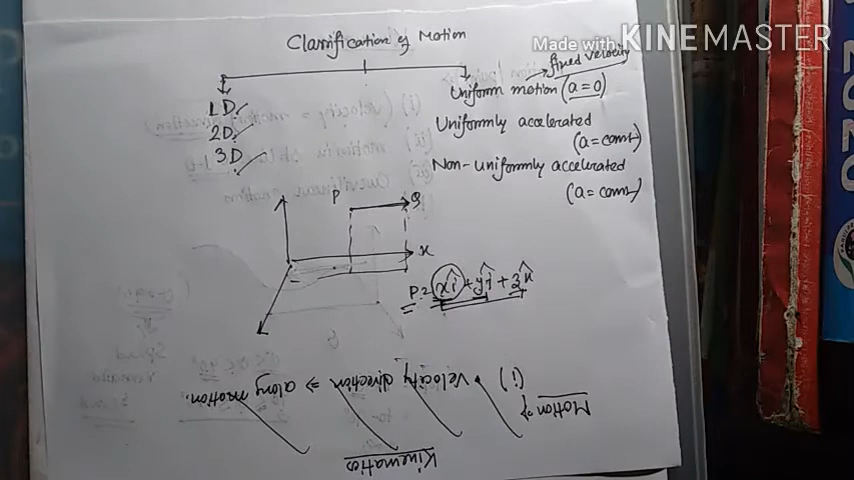 Classification of Motion
Made with KINEMASTER
fixed velocity
1D
2D
3D
Uniform motion (a=0)
Uniformly accelerated
(a=const)
Non-uniformly accelerated
(a=const)
P Q
x
P = xî + yĵ + zk̂
Kinematics
Motion ⇒
(i) Velocity direction ⇒ along motion.